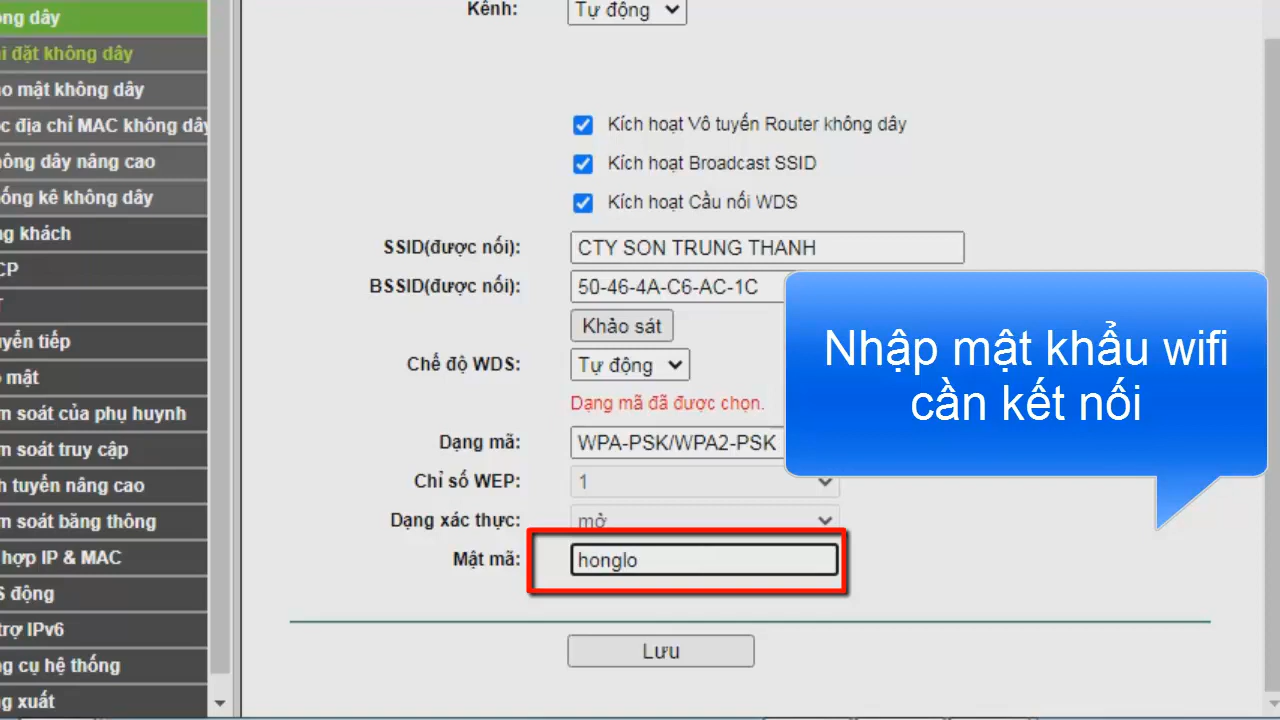 ng dây
i đặt không dây
o mật không dây
c địa chỉ MAC không dây
ông dây nâng cao
ống kê không dây
g khách
CP
T
yển tiếp
mật
m soát của phụ huynh
m soát truy cập
h tuyến nâng cao
m soát băng thông
hợp IP & MAC
S động
trợ IPv6
g cụ hệ thống
g xuất
Kênh: Tự động
Kích hoạt Vô tuyến Router không dây
Kích hoạt Broadcast SSID
Kích hoạt Cầu nối WDS
SSID(được nối): CTY SON TRUNG THANH
BSSID(được nối): 50-46-4A-C6-AC-1C
Khảo sát
Chế độ WDS: Tự động
Dạng mã đã được chọn.
Dạng mã: WPA-PSK/WPA2-PSK
Chỉ số WEP: 1
Dạng xác thực: mở
Mật mã: honglo
Lưu
Nhập mật khẩu wifi
cần kết nối